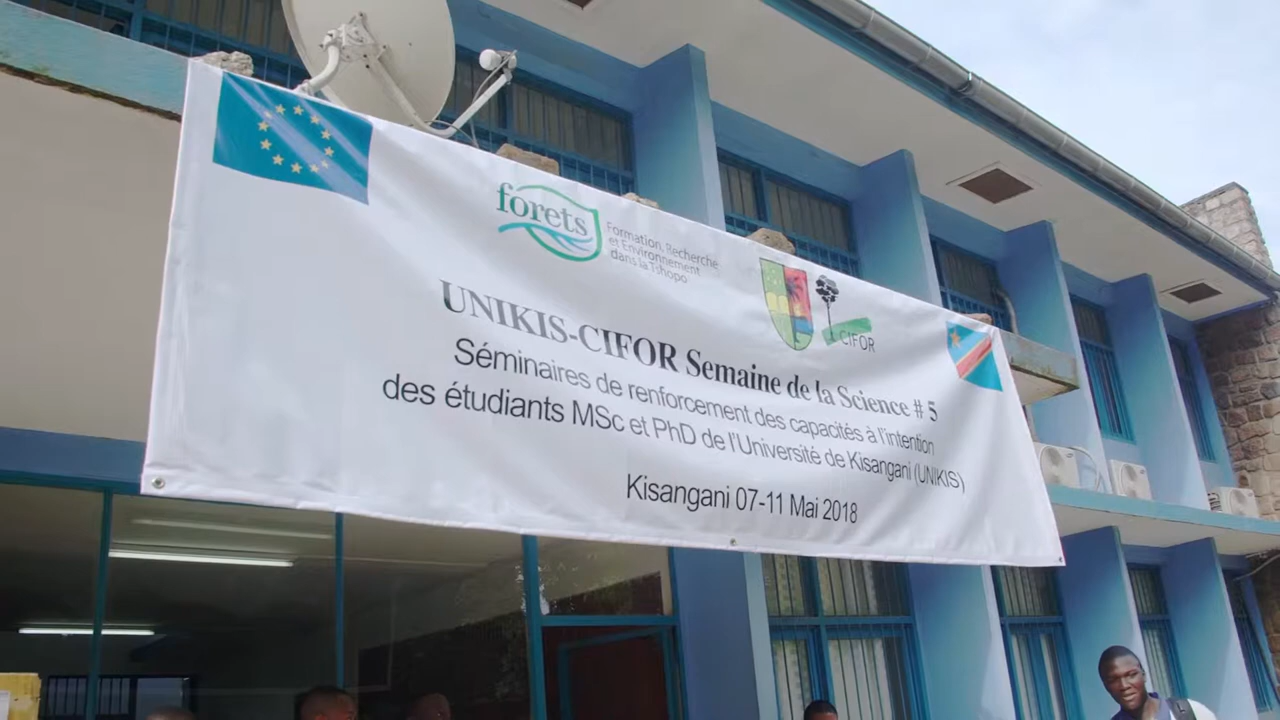 forets
Formation, Recherche
et Environnement
dans la Tshopo
CIFOR
UNIKIS-CIFOR Semaine de la Science # 5
Séminaires de renforcement des capacités à l'intention
des étudiants MSc et PhD de l'Université de Kisangani (UNIKIS)
Kisangani 07-11 Mai 2018